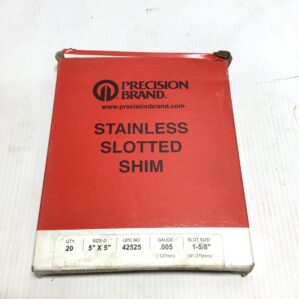 PRECISION
BRAND.
www.precisionbrand.com
STAINLESS
SLOTTED
SHIM
QTY. SIZE-D UPC NO. GAUGE SLOT SIZE
20 5" X 5" 42525 .005 1-5/8"
(.127mm) (41.275mm)